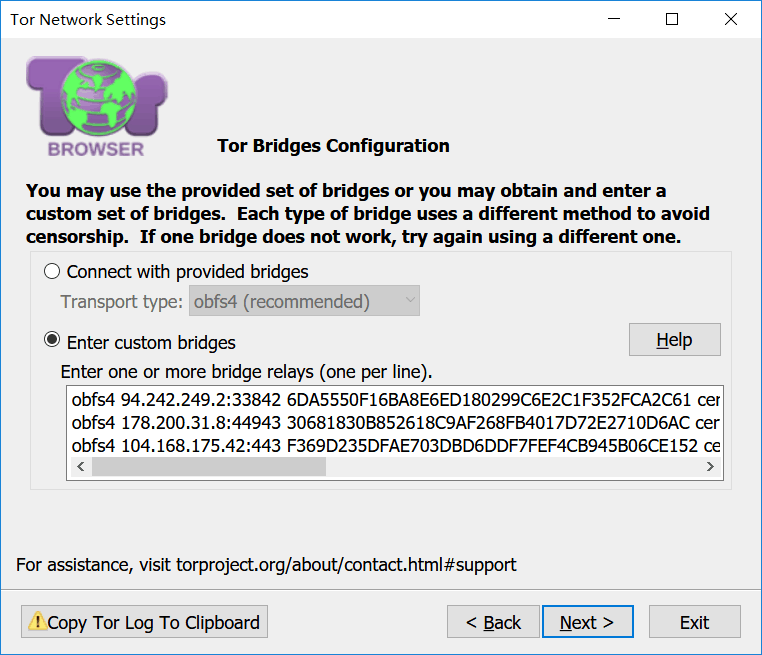 Tor Network Settings
Tor
BROWSER
Tor Bridges Configuration
You may use the provided set of bridges or you may obtain and enter a
custom set of bridges.  Each type of bridge uses a different method to avoid
censorship.  If one bridge does not work, try again using a different one.
Connect with provided bridges
Transport type: obfs4 (recommended)
Enter custom bridges
Help
Enter one or more bridge relays (one per line).
obfs4 94.242.249.2:33842 6DA5550F16BA8E6ED180299C6E2C1F352FCA2C61 cer
obfs4 178.200.31.8:44943 30681830B852618C9AF268FB4017D72E2710D6AC cer
obfs4 104.168.175.42:443 F369D235DFAE703DBD6DDF7FEF4CB945B06CE152 ce
For assistance, visit torproject.org/about/contact.html#support
Copy Tor Log To Clipboard
< Back
Next >
Exit